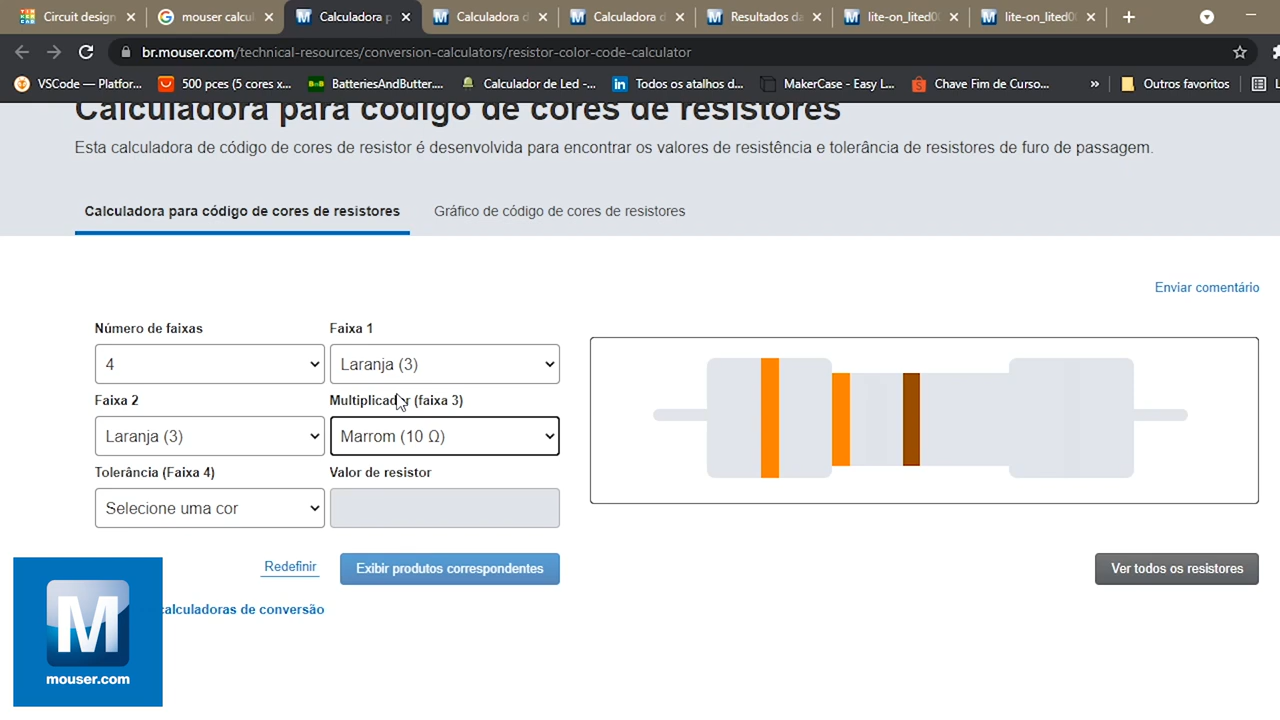 Circuit design
mouser calcul
Calculadora p
Calculadora d
Calculadora d
Resultados da
lite-on_lited0
lite-on_lited0
br.mouser.com/technical-resources/conversion-calculators/resistor-color-code-calculator
VSCode — Platfor...
500 pces (5 cores x...
BatteriesAndButter....
Calculador de Led -...
Todos os atalhos d...
MakerCase - Easy L...
Chave Fim de Curso...
»
Outros favoritos
Calculadora para código de cores de resistores
Esta calculadora de código de cores de resistor é desenvolvida para encontrar os valores de resistência e tolerância de resistores de furo de passagem.
Calculadora para código de cores de resistores
Gráfico de código de cores de resistores
Enviar comentário
Número de faixas
Faixa 1
4
Laranja (3)
Faixa 2
Multiplicador (faixa 3)
Laranja (3)
Marrom (10 Ω)
Tolerância (Faixa 4)
Valor de resistor
Selecione uma cor
Redefinir
Exibir produtos correspondentes
Ver todos os resistores
calculadoras de conversão
M
mouser.com